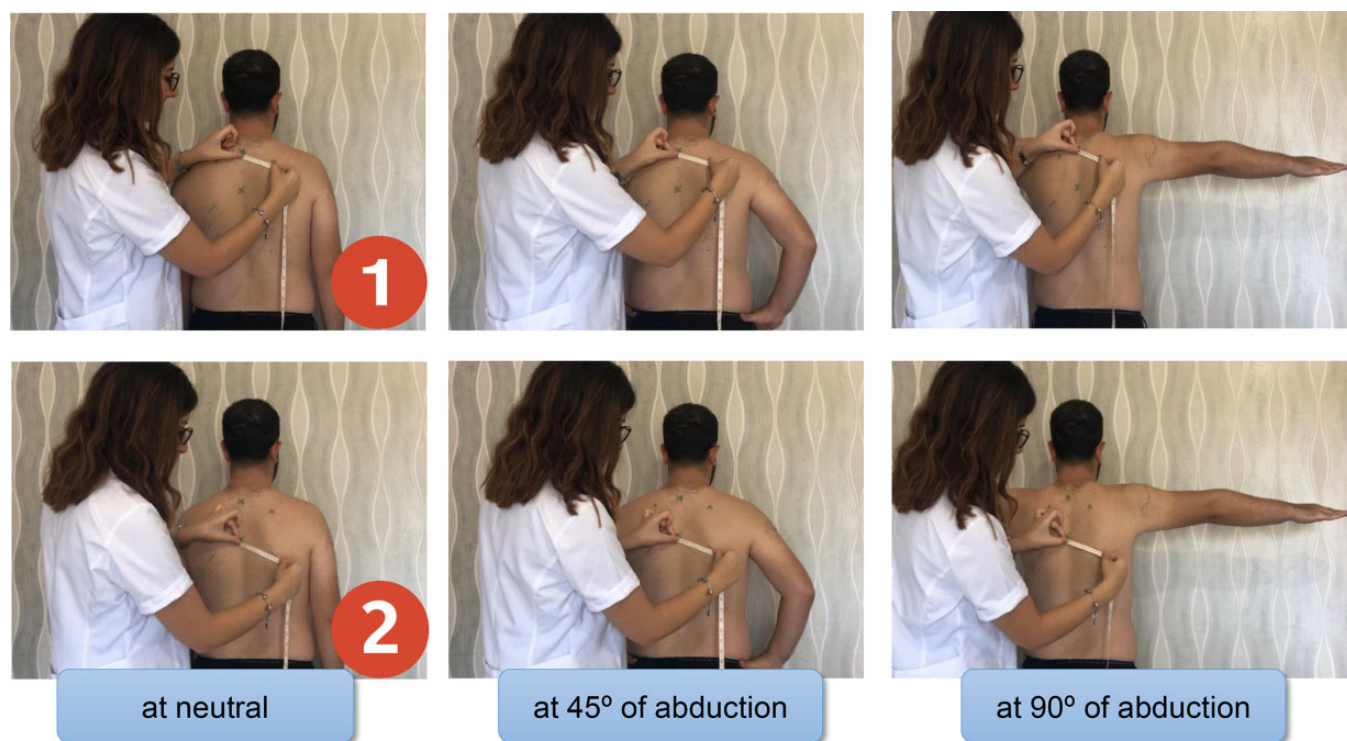 1
2
at neutral
at 45º of abduction
at 90º of abduction